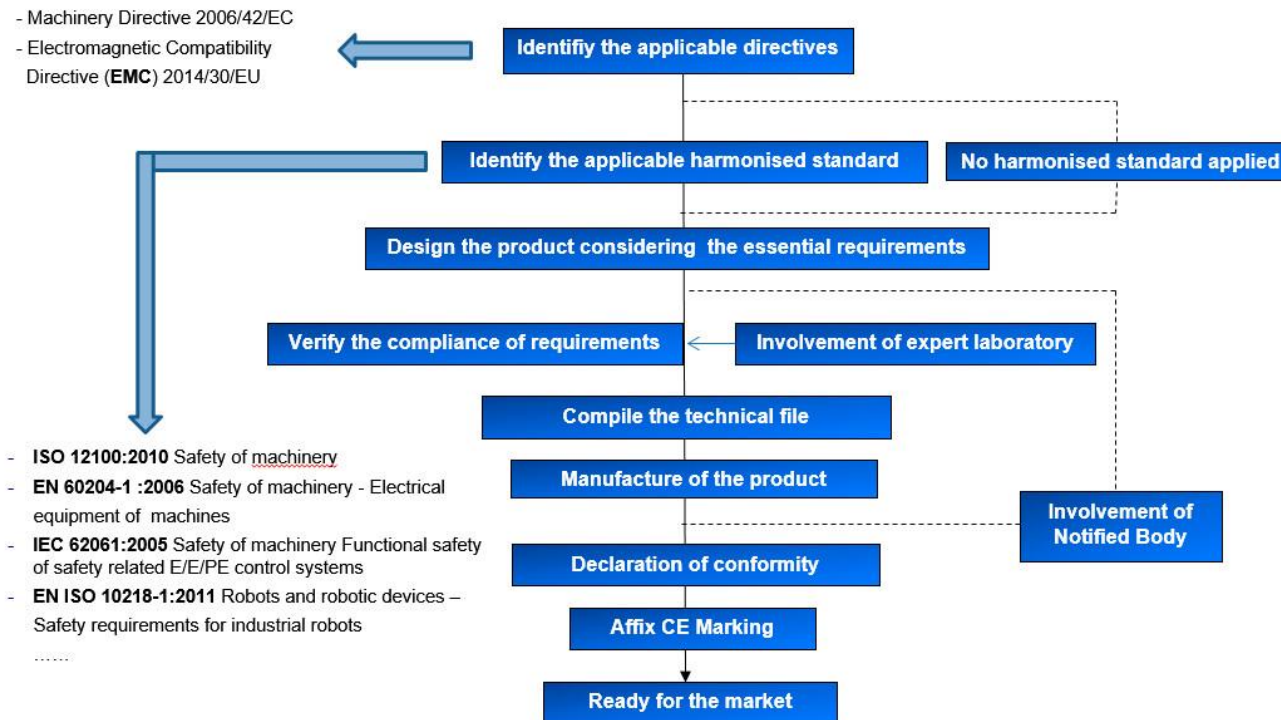 - Machinery Directive 2006/42/EC
- Electromagnetic Compatibility
Directive (EMC) 2014/30/EU
Identifiy the applicable directives
Identify the applicable harmonised standard
No harmonised standard applied
Design the product considering the essential requirements
Verify the compliance of requirements
Involvement of expert laboratory
Compile the technical file
Manufacture of the product
Involvement of
Notified Body
Declaration of conformity
Affix CE Marking
Ready for the market
- ISO 12100:2010 Safety of machinery
- EN 60204-1 :2006 Safety of machinery - Electrical
equipment of machines
- IEC 62061:2005 Safety of machinery Functional safety
of safety related E/E/PE control systems
- EN ISO 10218-1:2011 Robots and robotic devices –
Safety requirements for industrial robots
......